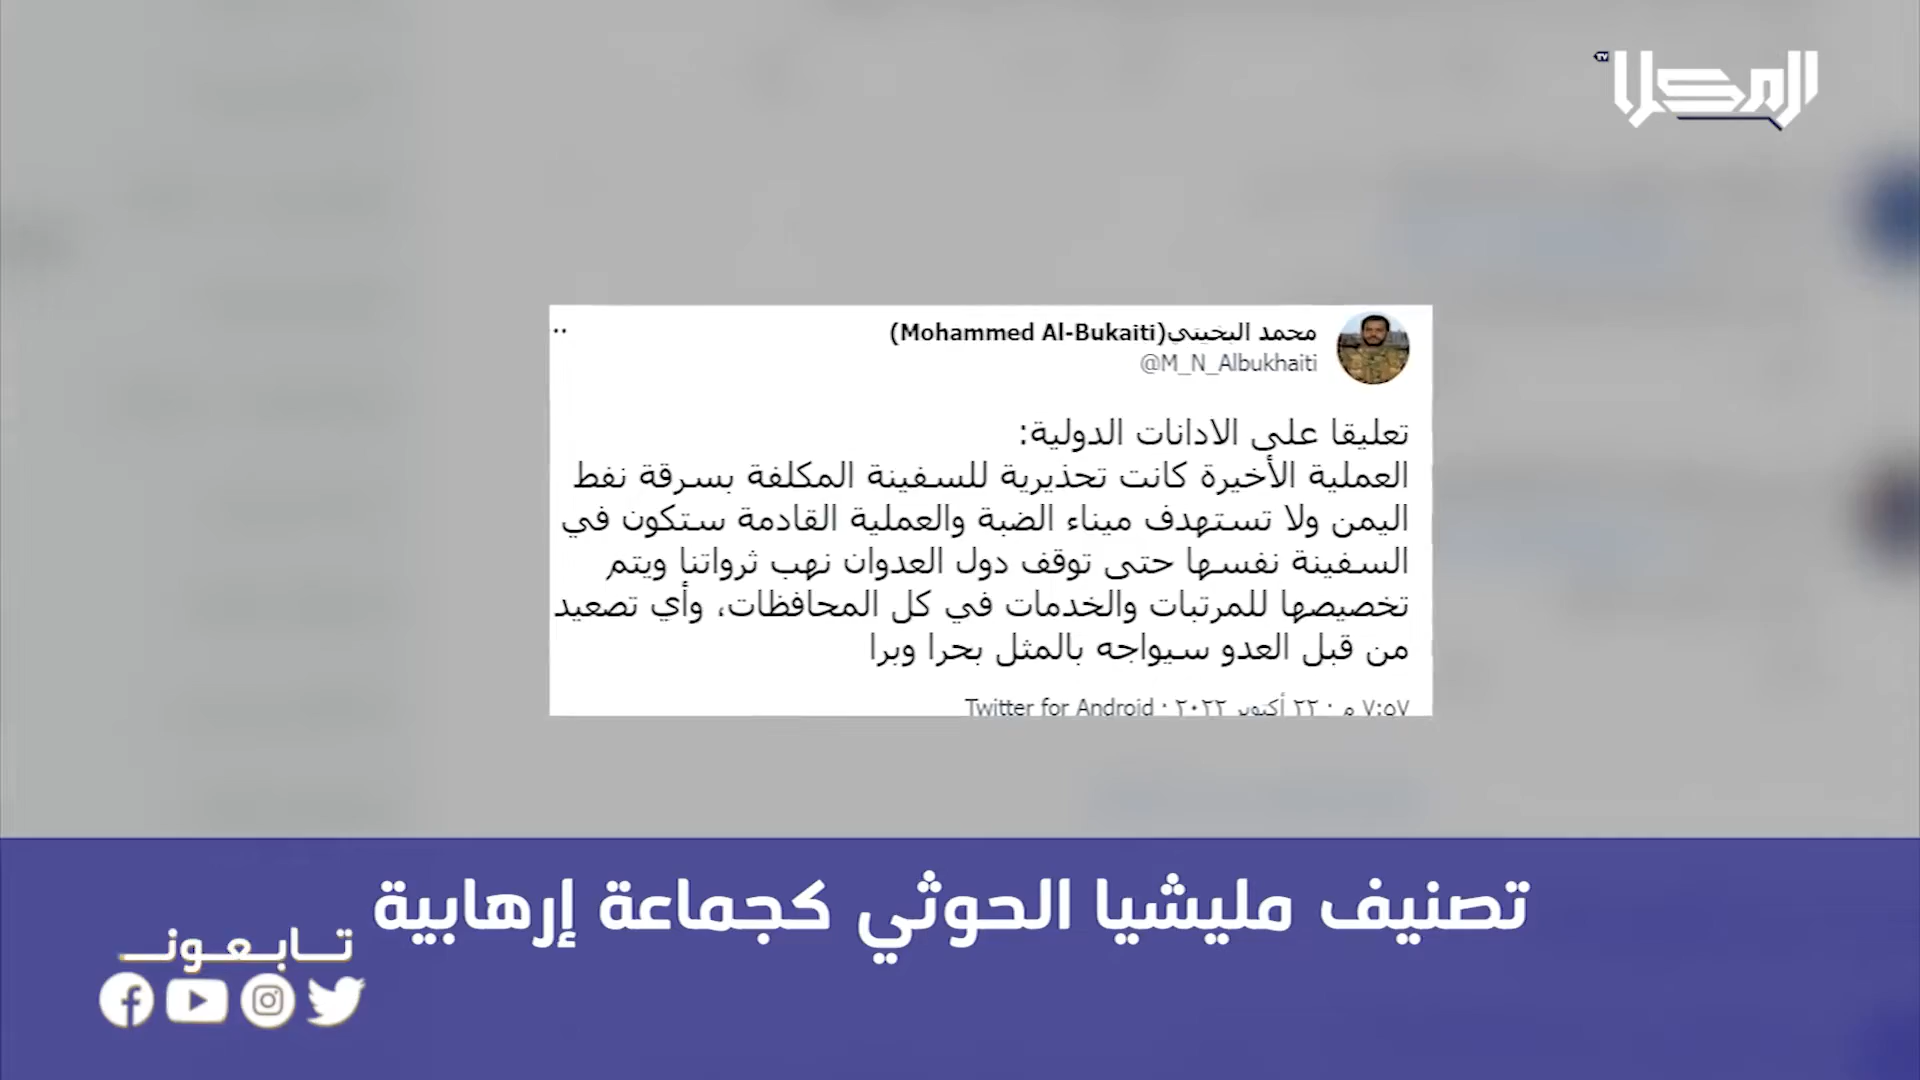 المكلا
TV
محمد البخيتي(Mohammed Al-Bukaiti)
@M_N_Albukhaiti
تعليقا على الادانات الدولية:
العملية الأخيرة كانت تحذيرية للسفينة المكلفة بسرقة نفط
اليمن ولا تستهدف ميناء الضبة والعملية القادمة ستكون في
السفينة نفسها حتى توقف دول العدوان نهب ثرواتنا ويتم
تخصيصها للمرتبات والخدمات في كل المحافظات، وأي تصعيد
من قبل العدو سيواجه بالمثل بحرا وبرا
٧:٥٧ م · ٢٢ أكتوبر ٢٠٢٢ · Twitter for Android
تصنيف مليشيا الحوثي كجماعة إرهابية
تـــابـــعـــونـــ